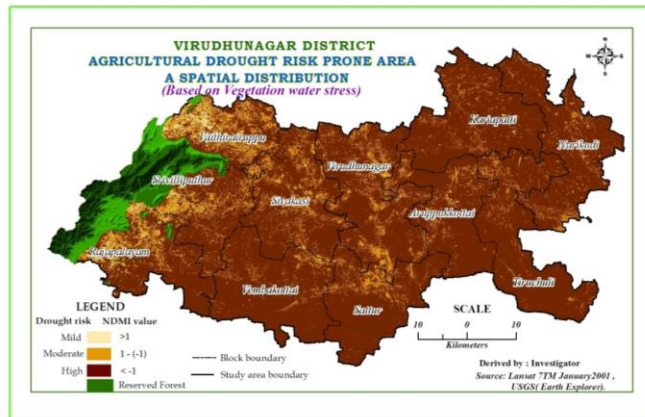 VIRUDHUNAGAR DISTRICT
AGRICULTURAL DROUGHT RISK PRONE AREA
A SPATIAL DISTRIBUTION
(Based on Vegetation water stress)
N
W E
S
Kariapatti
Narikudi
Vathirairuppu
Virudhunagar
Srivilliputhur
Sivakasi
Aruppukkottai
Rajapalayam
Vembakottai
Sattur
Tiruchuli
LEGEND
Drought risk NDMI value
Mild >1
Moderate 1 - (-1)
High < -1
Reserved Forest
Block boundary
Study area boundary
SCALE
10 0 10
Kilometers
Derived by : Investigator
Source: Lansat 7TM January2001 ,
USGS( Earth Explorer).